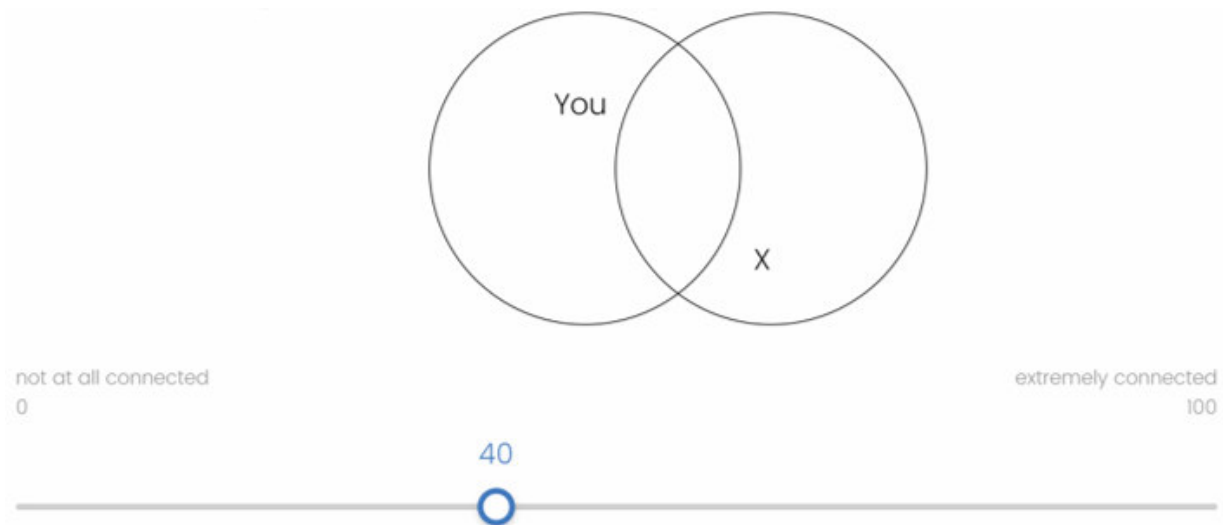 You
X
not at all connected
extremely connected
0
100
40